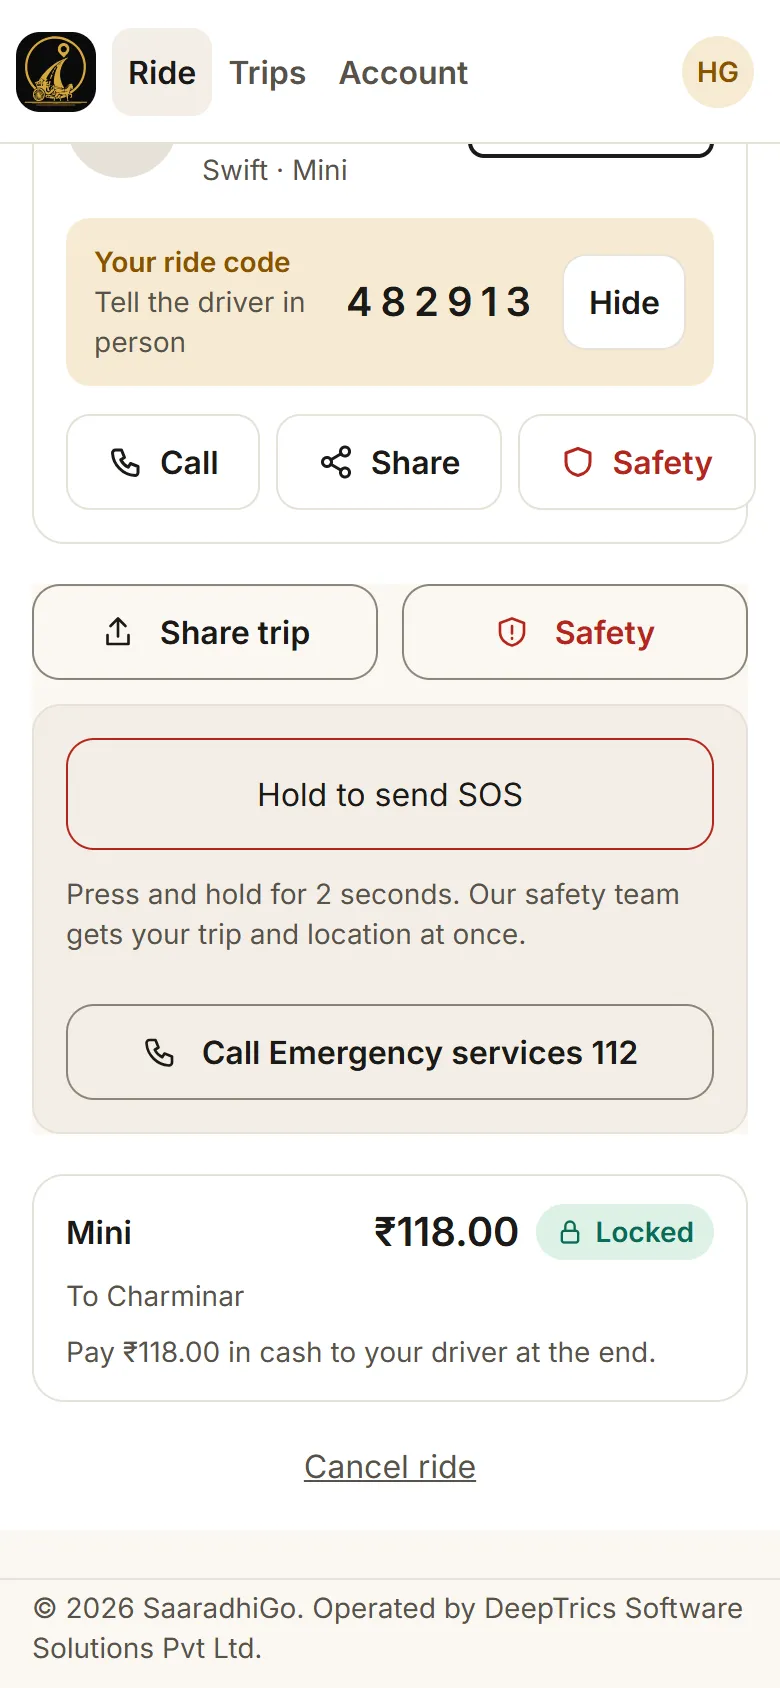 Ride Trips Account HG
Swift · Mini
Your ride code
Tell the driver in
person
482913
Hide
Call
Share
Safety
Share trip
Safety
Hold to send SOS
Press and hold for 2 seconds. Our safety team
gets your trip and location at once.
Call Emergency services 112
Mini
₹118.00
Locked
To Charminar
Pay ₹118.00 in cash to your driver at the end.
Cancel ride
© 2026 SaaradhiGo. Operated by DeepTrics Software
Solutions Pvt Ltd.